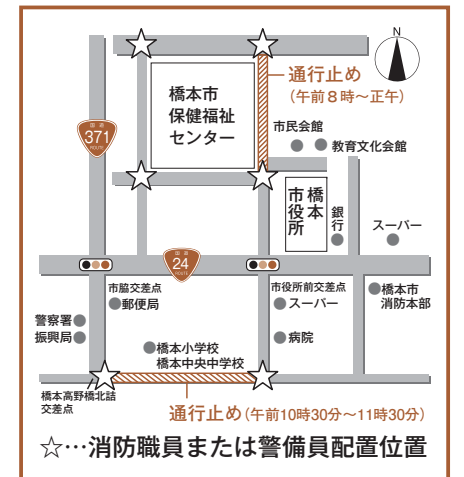 N
通行止め
(午前8時～正午)
橋本市
保健福祉
センター
市民会館
教育文化会館
国道
371
ROUTE
橋本
市役所
銀行
スーパー
国道
24
ROUTE
市脇交差点
郵便局
市役所前交差点
スーパー
橋本市
消防本部
警察署
振興局
病院
橋本小学校
橋本中央中学校
橋本高野橋北詰
交差点
通行止め(午前10時30分～11時30分)
☆…消防職員または警備員配置位置